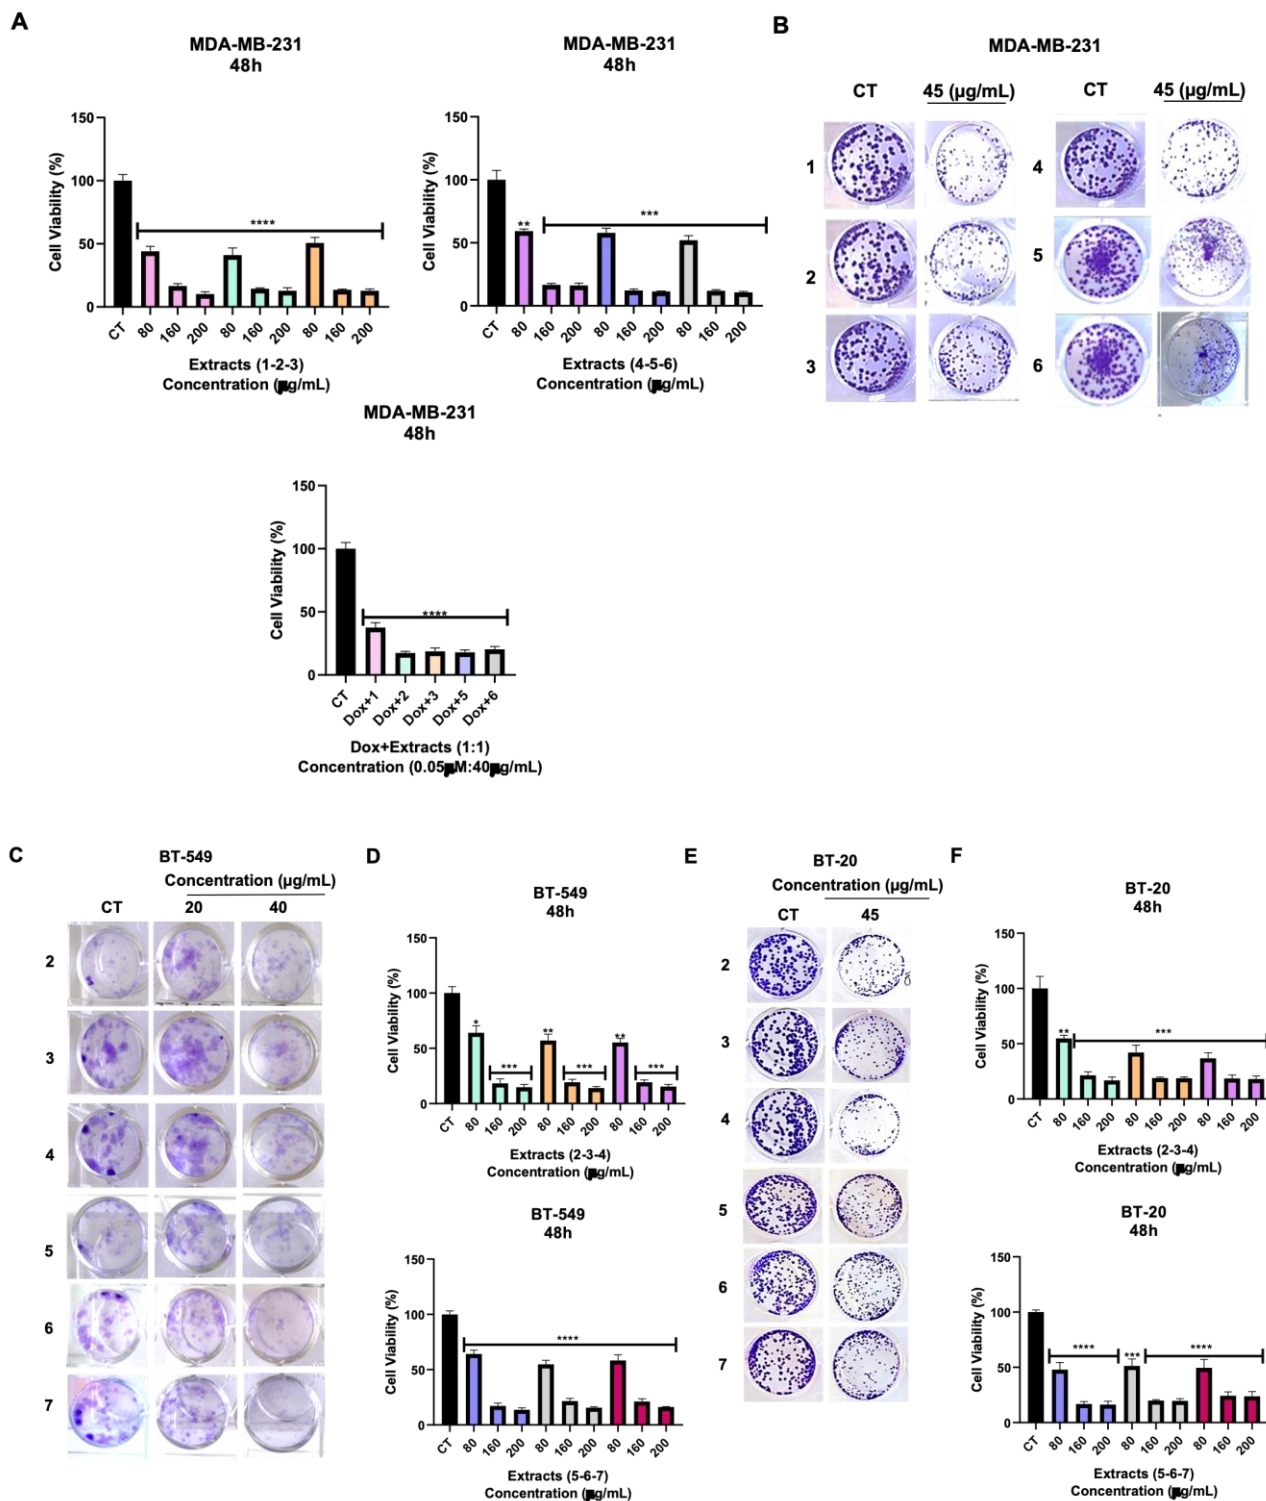 A
MDA-MB-231
48h
150
100
50
0
Cell Viability (%)
****
CT
80
160
200
80
160
200
80
160
200
Extracts (1-2-3)
Concentration (µg/mL)
MDA-MB-231
48h
150
100
50
0
Cell Viability (%)
**
***
CT
80
160
200
80
160
200
80
160
200
Extracts (4-5-6)
Concentration (µg/mL)
MDA-MB-231
48h
150
100
50
0
Cell Viability (%)
****
CT
Dox+1
Dox+2
Dox+3
Dox+5
Dox+6
Dox+Extracts (1:1)
Concentration (0.05µM:40µg/mL)
B
MDA-MB-231
CT
45 (µg/mL)
CT
45 (µg/mL)
1
2
3
4
5
6
C
BT-549
Concentration (µg/mL)
CT
20
40
2
3
4
5
6
7
D
BT-549
48h
150
100
50
0
Cell Viability (%)
*
***
**
***
**
***
CT
80
160
200
80
160
200
80
160
200
Extracts (2-3-4)
Concentration (µg/mL)
BT-549
48h
150
100
50
0
Cell Viability (%)
****
CT
80
160
200
80
160
200
80
160
200
Extracts (5-6-7)
Concentration (µg/mL)
E
BT-20
Concentration (µg/mL)
CT
45
2
3
4
5
6
7
F
BT-20
48h
150
100
50
0
Cell Viability (%)
**
***
CT
80
160
200
80
160
200
80
160
200
Extracts (2-3-4)
Concentration (µg/mL)
BT-20
48h
150
100
50
0
Cell Viability (%)
****
***
****
CT
80
160
200
80
160
200
80
160
200
Extracts (5-6-7)
Concentration (µg/mL)